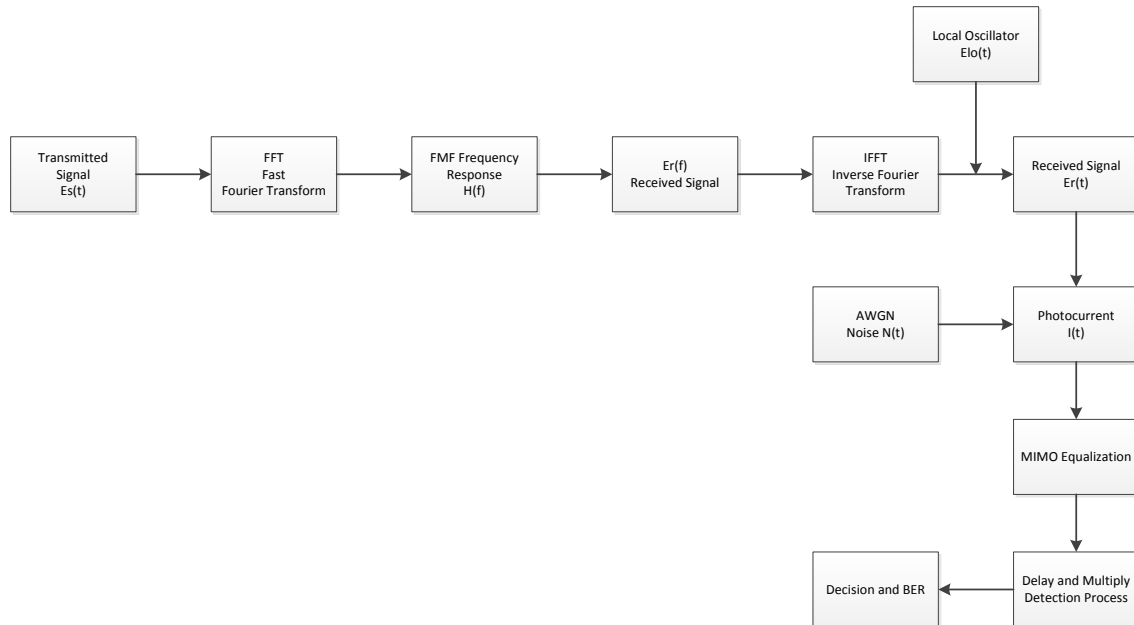 Local Oscillator
Elo(t)
Transmitted
Signal
Es(t)
FFT
Fast
Fourier Transform
FMF Frequency
Response
H(f)
Er(f)
Received Signal
IFFT
Inverse Fourier
Transform
Received Signal
Er(t)
AWGN
Noise N(t)
Photocurrent
I(t)
MIMO Equalization
Decision and BER
Delay and Multiply
Detection Process